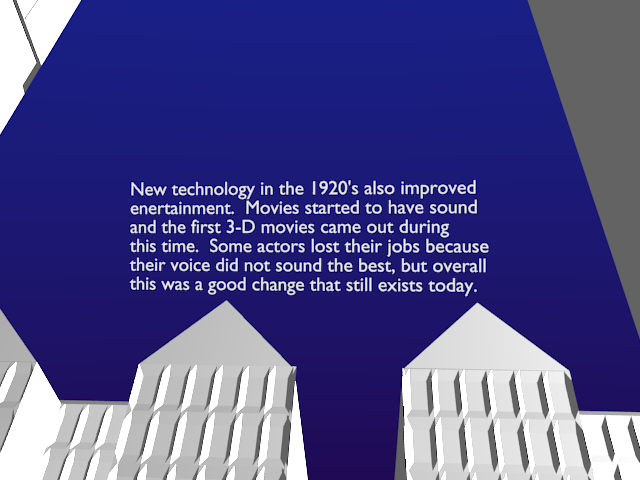 New technology in the 1920's also improved
enertainment.  Movies started to have sound
and the first 3-D movies came out during
this time.  Some actors lost their jobs because
their voice did not sound the best, but overall
this was a good change that still exists today.